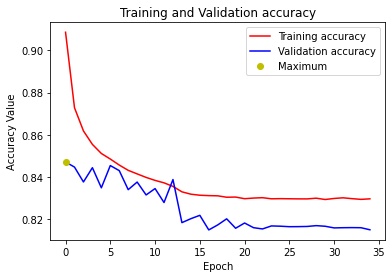 Training and Validation accuracy
Training accuracy
Validation accuracy
Maximum
Accuracy Value
0.90
0.88
0.86
0.84
0.82
0
5
10
15
20
25
30
35
Epoch